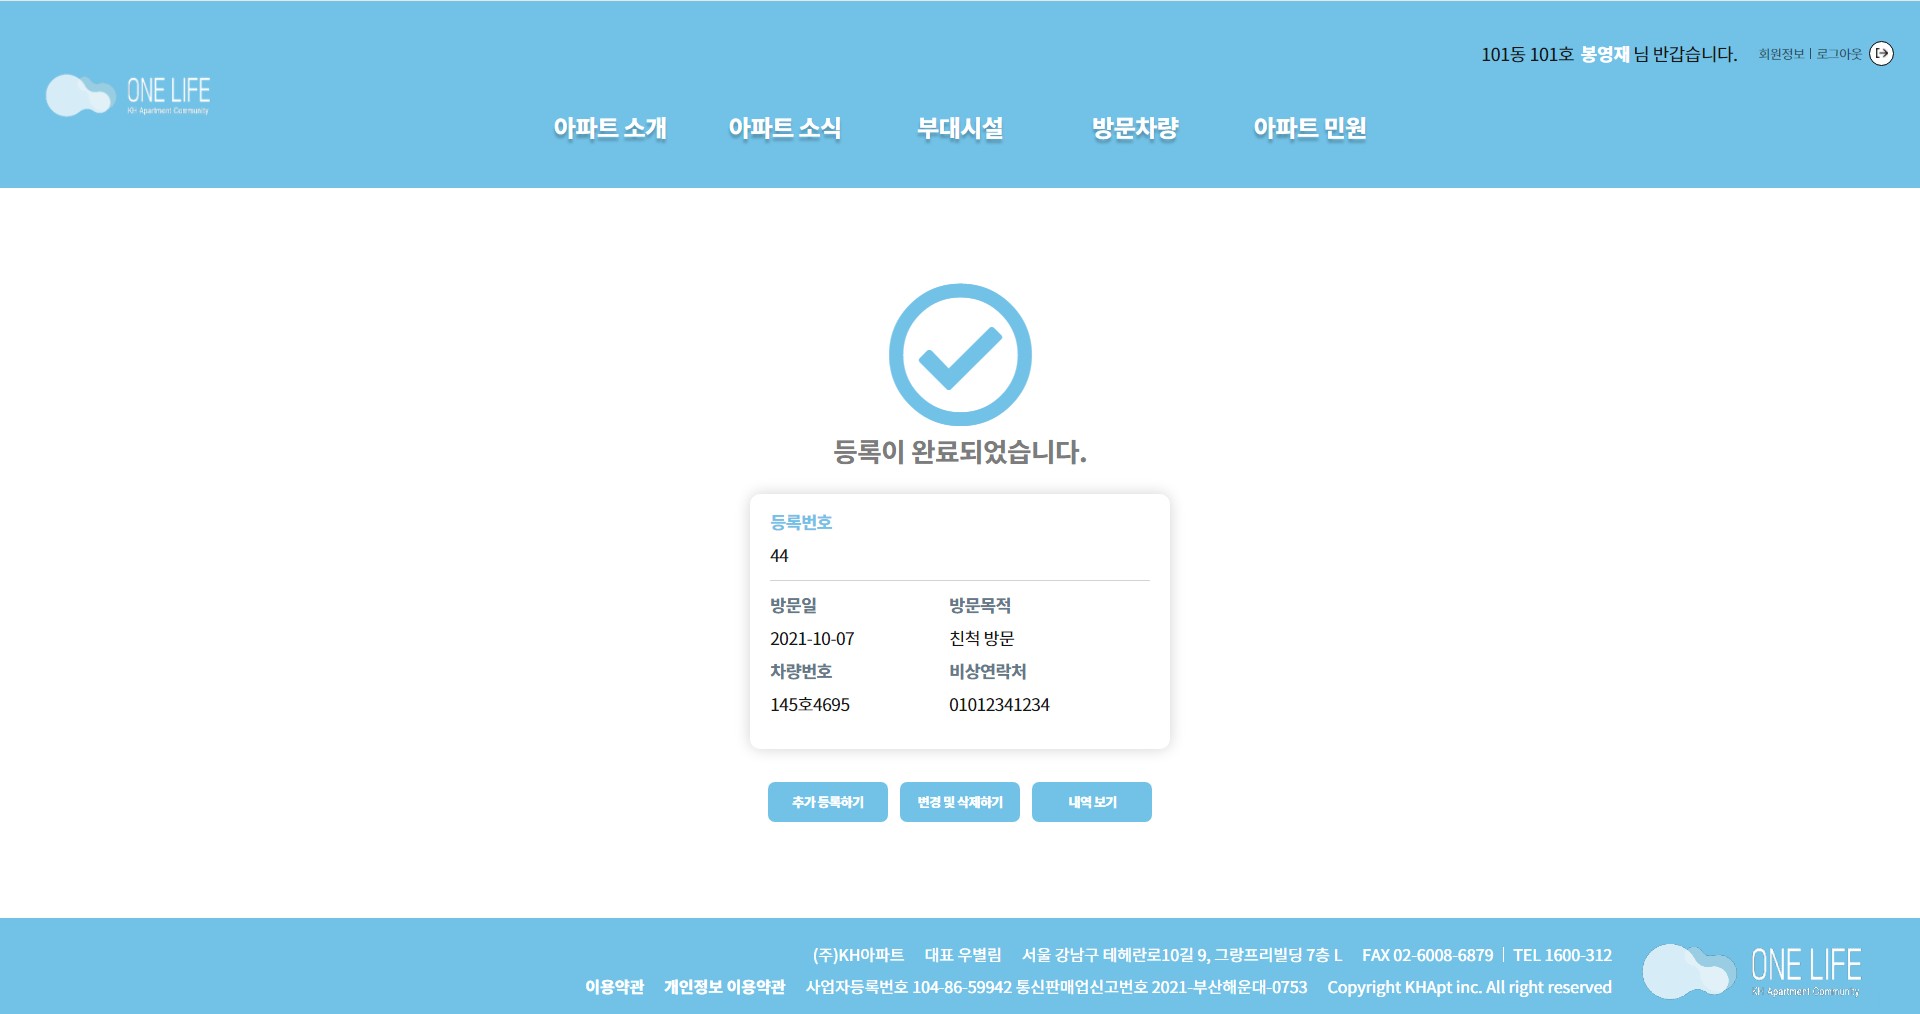 101동 101호 봉영재 님 반갑습니다. 회원정보 | 로그아웃
ONE LIFE
KH Apartment Community
아파트 소개 아파트 소식 부대시설 방문차량 아파트 민원
등록이 완료되었습니다.
등록번호
44
방문일 방문목적
2021-10-07 친척 방문
차량번호 비상연락처
145호4695 01012341234
추가 등록하기 변경 및 삭제하기 내역 보기
(주)KH아파트 대표 우별림 서울 강남구 테헤란로10길 9, 그랑프리빌딩 7층 L FAX 02-6008-6879 | TEL 1600-312
이용약관 개인정보 이용약관 사업자등록번호 104-86-59942 통신판매업신고번호 2021-부산해운대-0753 Copyright KHApt inc. All right reserved
ONE LIFE
KH Apartment Community